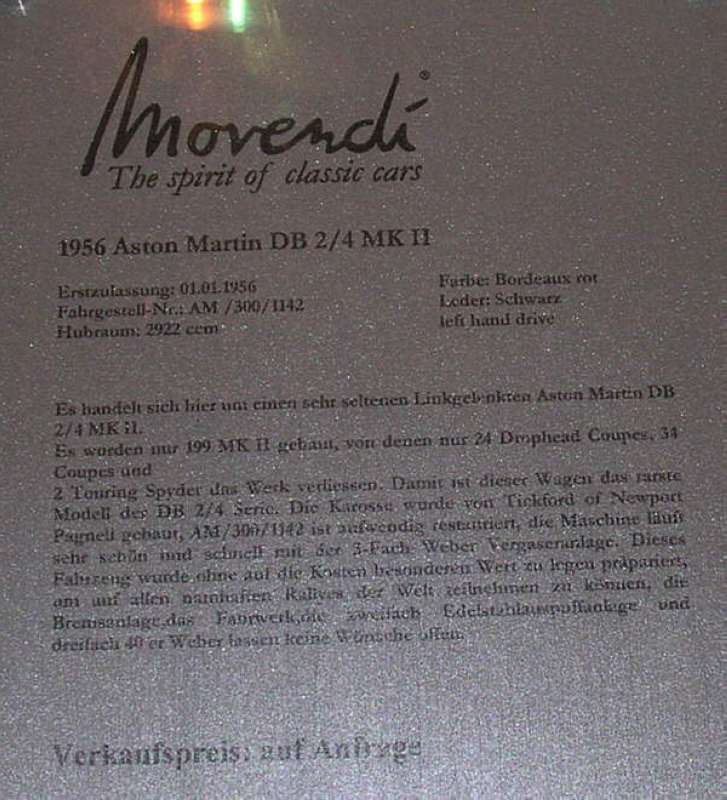 Movendi®
The spirit of classic cars
1956 Aston Martin DB 2/4 MK II
Erstzulassung: 01.01.1956
Fahrgestell-Nr.: AM /300/1142
Hubraum: 2922 ccm
Farbe: Bordeaux rot
Leder: Schwarz
left hand drive
Es handelt sich hier um einen sehr seltenen Linkgelenkten Aston Martin DB
2/4 MK II.
Es wurden nur 199 MK II gebaut, von denen nur 24 Drophead Coupes, 34
Coupes und
2 Touring Spyder das Werk verliessen. Damit ist dieser Wagen das rarste
Modell des DB 2/4 Serie. Die Karosse wurde von Tickford of Newport
Pagnell gebaut, AM/300/1142 ist aufwendig restauriert, die Maschine läuft
sehr schön und schnell mit der 3-Fach Weber Vergaseranlage. Dieses
Fahrzeug wurde ohne auf die Kosten besonderen Wert zu legen präpariert,
um auf allen namhaften Rallyes der Welt teilnehmen zu können, die
Bremsanlage,das Fahrwerk,die zweifach Edelstahlauspuffanlage und
dreifach 40 er Weber lassen keine Wünsche offen.
Verkaufspreis: auf Anfrage